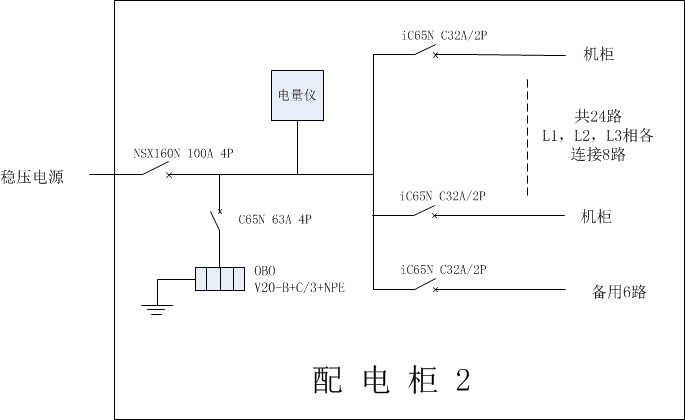 iC65N C32A/2P
机柜
电量仪
共24路
L1，L2，L3相各
连接8路
NSX160N 100A 4P
稳压电源
iC65N C32A/2P
机柜
C65N 63A 4P
OBO
V20-B+C/3+NPE
iC65N C32A/2P
备用6路
配电柜2